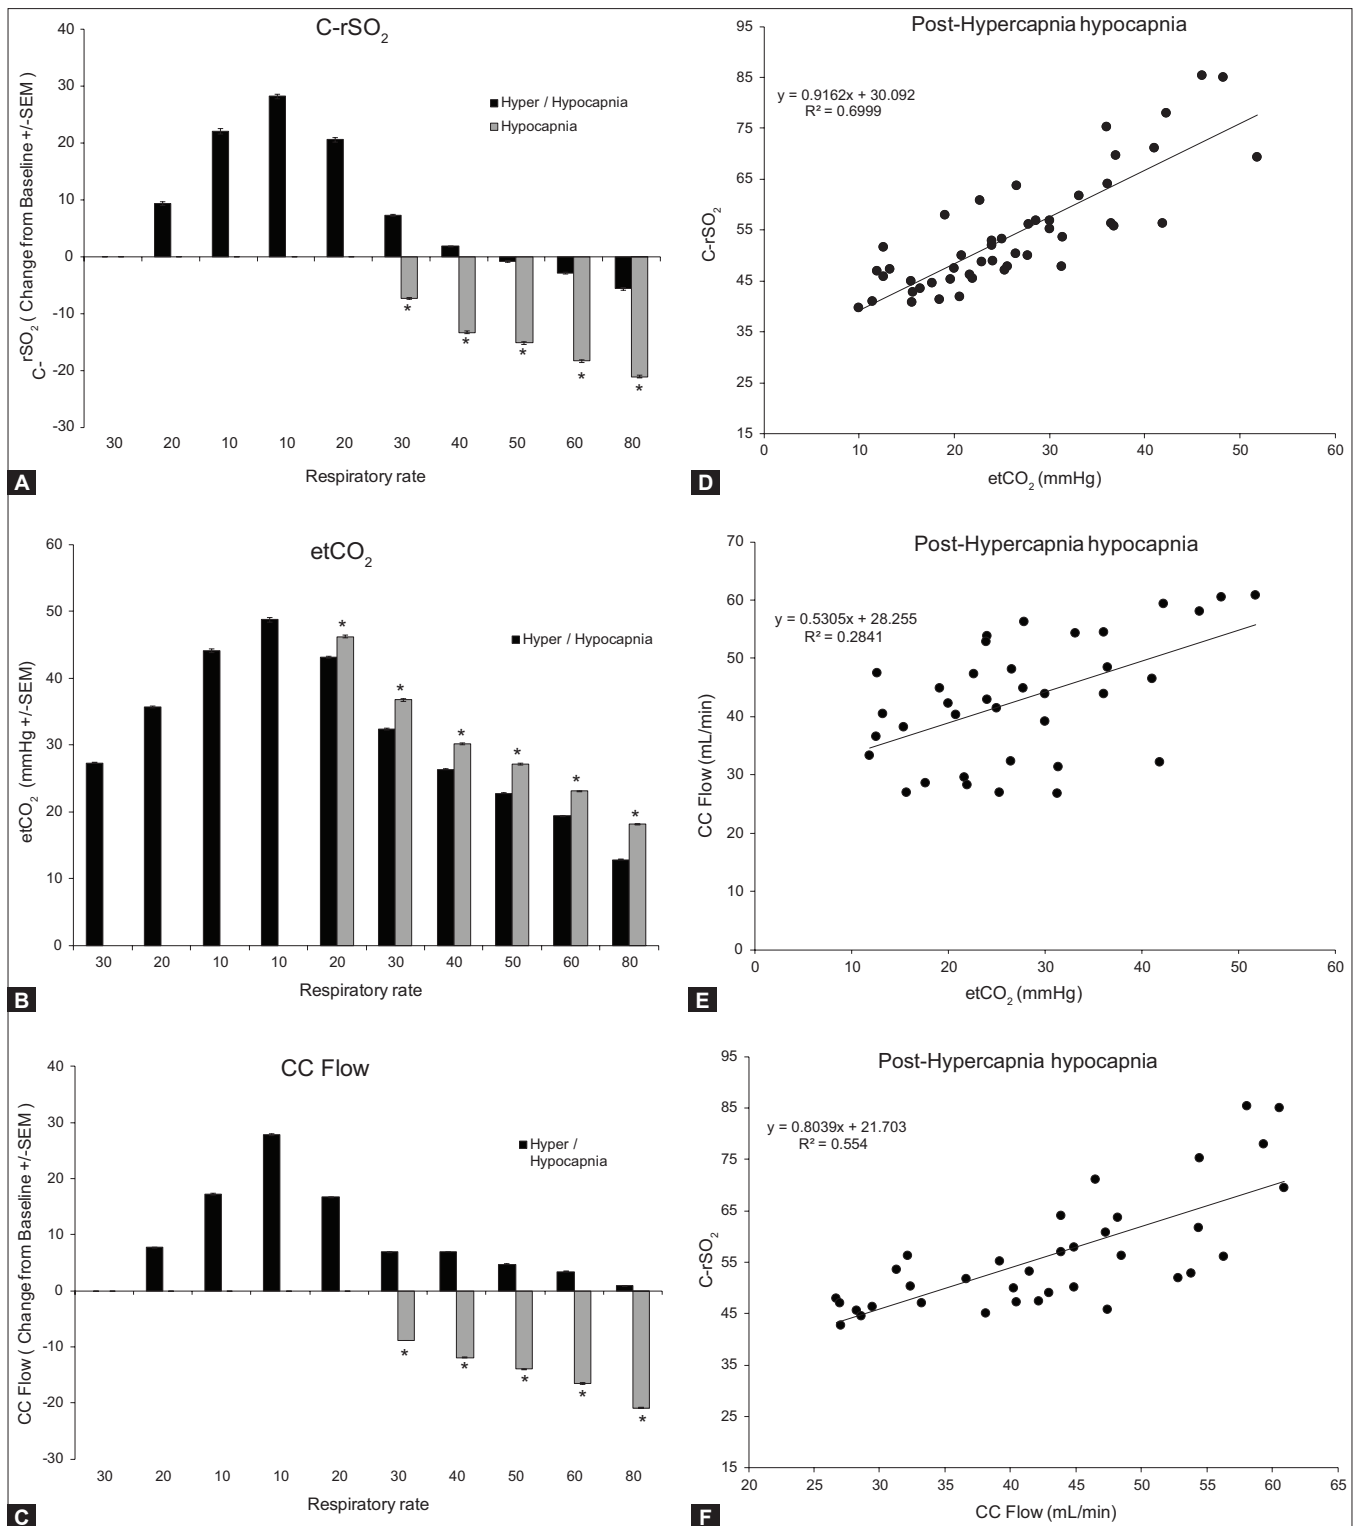 C-rSO2
40
30
20
10
0
-10
-20
-30
C-rSO2 ( Change from Baseline +/-SEM )
Hyper / Hypocapnia
Hypocapnia
*
*
*
*
*
30 20 10 10 20 30 40 50 60 80
Respiratory rate
A
Post-Hypercapnia hypocapnia
95
85
75
65
55
45
35
25
15
C-rSO2
y = 0.9162x + 30.092
R² = 0.6999
0 10 20 30 40 50 60
etCO2 (mmHg)
D
etCO2
60
50
40
30
20
10
0
etCO2 (mmHg +/-SEM)
Hyper / Hypocapnia
*
*
*
*
*
*
30 20 10 10 20 30 40 50 60 80
Respiratory rate
B
Post-Hypercapnia hypocapnia
70
60
50
40
30
20
10
0
CC Flow (mL/min)
y = 0.5305x + 28.255
R² = 0.2841
0 10 20 30 40 50 60
etCO2 (mmHg)
E
CC Flow
40
30
20
10
0
-10
-20
-30
CC Flow ( Change from Baseline +/-SEM )
Hyper /
Hypocapnia
*
*
*
*
*
30 20 10 10 20 30 40 50 60 80
Respiratory rate
C
Post-Hypercapnia hypocapnia
95
85
75
65
55
45
35
25
15
C-rSO2
y = 0.8039x + 21.703
R² = 0.554
20 25 30 35 40 45 50 55 60 65
CC Flow (mL/min)
F